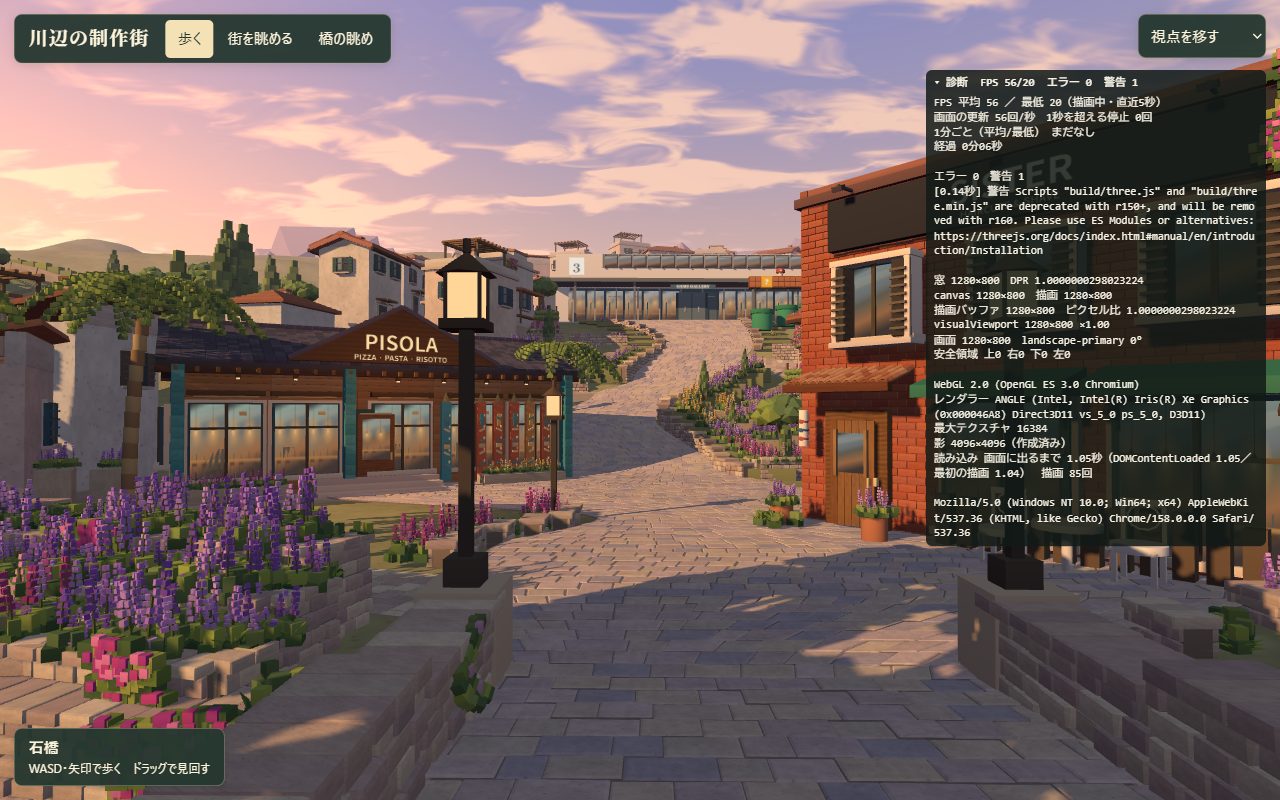 川辺の制作街
歩く
街を眺める
橋の眺め
視点を移す
診断 FPS 56/20 エラー 0 警告 1
FPS 平均 56 ／ 最低 20（描画中・直近5秒）
画面の更新 56回/秒 1秒を超える停止 0回
1分ごと（平均/最低） まだなし
経過 0分06秒
エラー 0 警告 1
[0.14秒] 警告 Scripts "build/three.js" and "build/thre
e.min.js" are deprecated with r150+, and will be remo
ved with r160. Please use ES Modules or alternatives:
https://threejs.org/docs/index.html#manual/en/introdu
ction/Installation
窓 1280×800 DPR 1.0000000298023224
canvas 1280×800 描画 1280×800
描画バッファ 1280×800 ピクセル比 1.0000000298023224
visualViewport 1280×800 ×1.00
画面 1280×800 landscape-primary 0°
安全領域 上0 右0 下0 左0
WebGL 2.0 (OpenGL ES 3.0 Chromium)
レンダラー ANGLE (Intel, Intel(R) Iris(R) Xe Graphics
(0x000046A8) Direct3D11 vs_5_0 ps_5_0, D3D11)
最大テクスチャ 16384
影 4096×4096（作成済み）
読み込み 画面に出るまで 1.05秒（DOMContentLoaded 1.05／
最初の描画 1.04） 描画 85回
Mozilla/5.0 (Windows NT 10.0; Win64; x64) AppleWebKi
t/537.36 (KHTML, like Gecko) Chrome/158.0.0.0 Safari/
537.36
3
PISOLA
PIZZA · PASTA · RISOTTO
石橋
WASD・矢印で歩く ドラッグで見回す